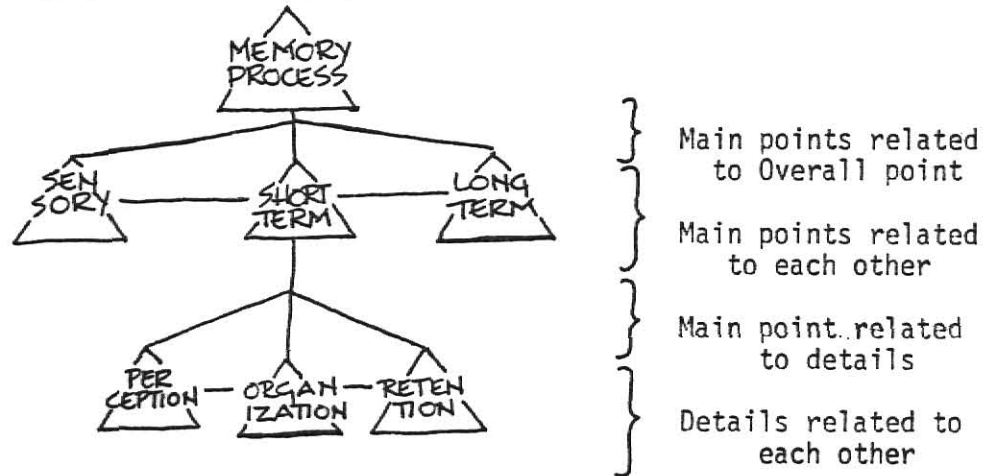 MEMORY
PROCESS
SEN
SORY
SHORT
TERM
LONG
TERM
PER
CEPTION
ORGAN
IZATION
RETEN
TION
Main points related
to Overall point
Main points related
to each other
Main point..related
to details
Details related to
each other